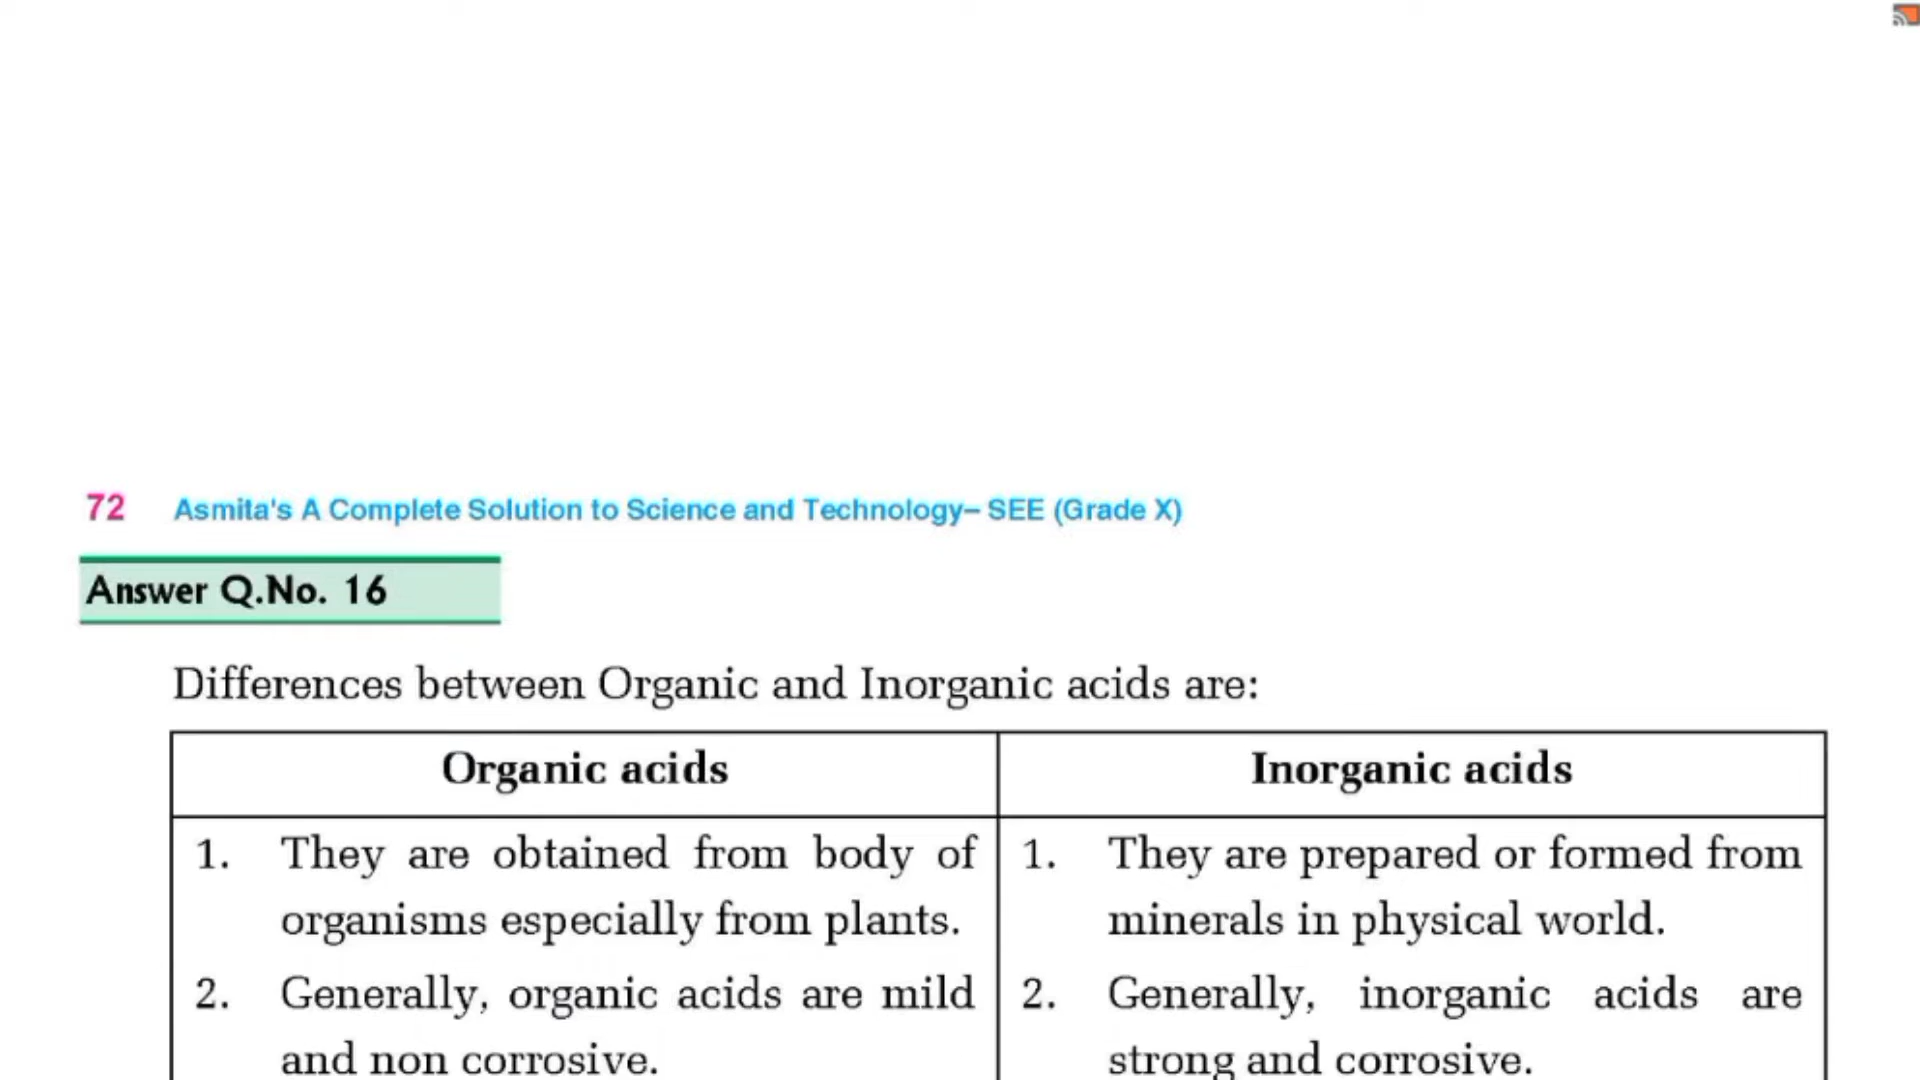 72 Asmita's A Complete Solution to Science and Technology– SEE (Grade X)
Answer Q.No. 16
Differences between Organic and Inorganic acids are:
Organic acids
Inorganic acids
1. They are obtained from body of
organisms especially from plants.
1. They are prepared or formed from
minerals in physical world.
2. Generally, organic acids are mild
and non corrosive.
2. Generally, inorganic acids are
strong and corrosive.